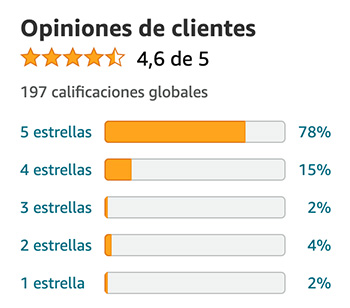 Opiniones de clientes
4,6 de 5
197 calificaciones globales
5 estrellas 78%
4 estrellas 15%
3 estrellas 2%
2 estrellas 4%
1 estrella 2%